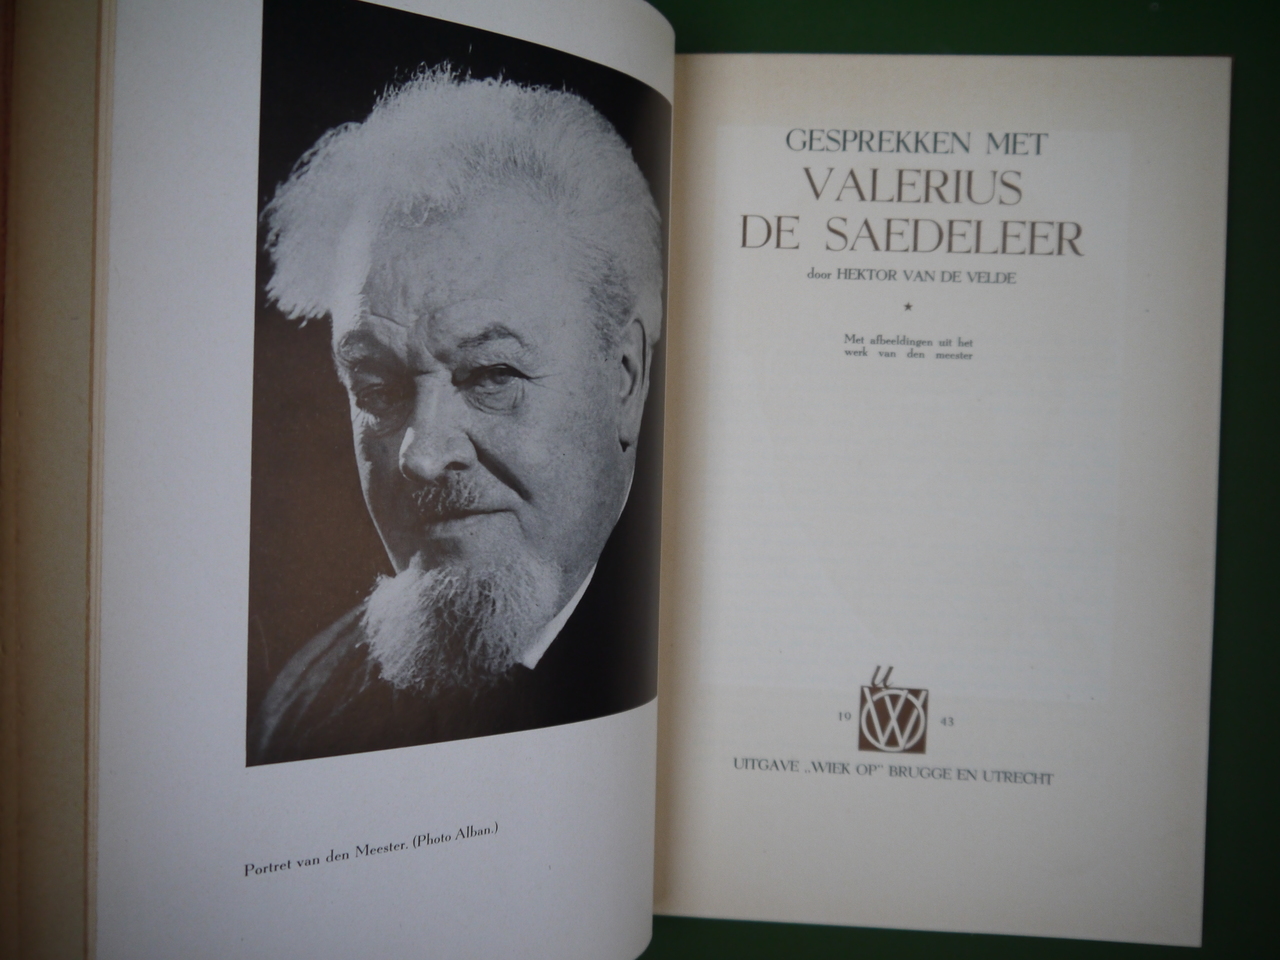 Portret van den Meester. (Photo Alban.)
GESPREKKEN MET
VALERIUS
DE SAEDELEER
door HEKTOR VAN DE VELDE
★
Met afbeeldingen uit het
werk van den meester
u
19 WO 43
UITGAVE „WIEK OP" BRUGGE EN UTRECHT